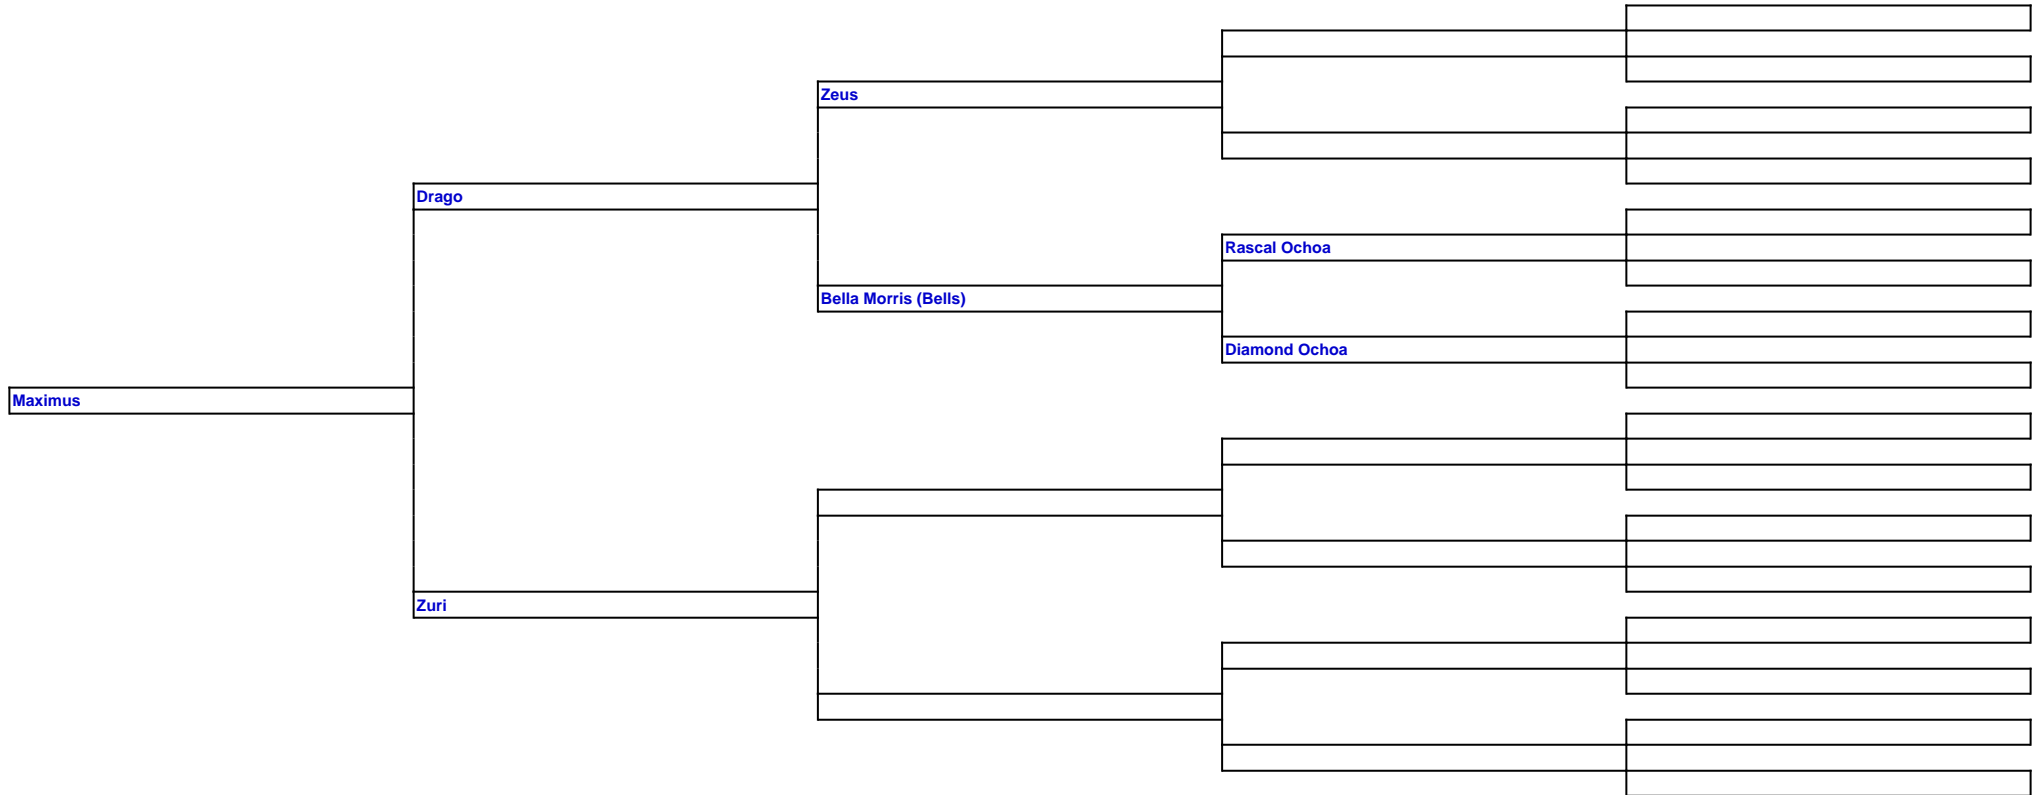 Zeus
Drago
Rascal Ochoa
Bella Morris (Bells)
Diamond Ochoa
Maximus
Zuri